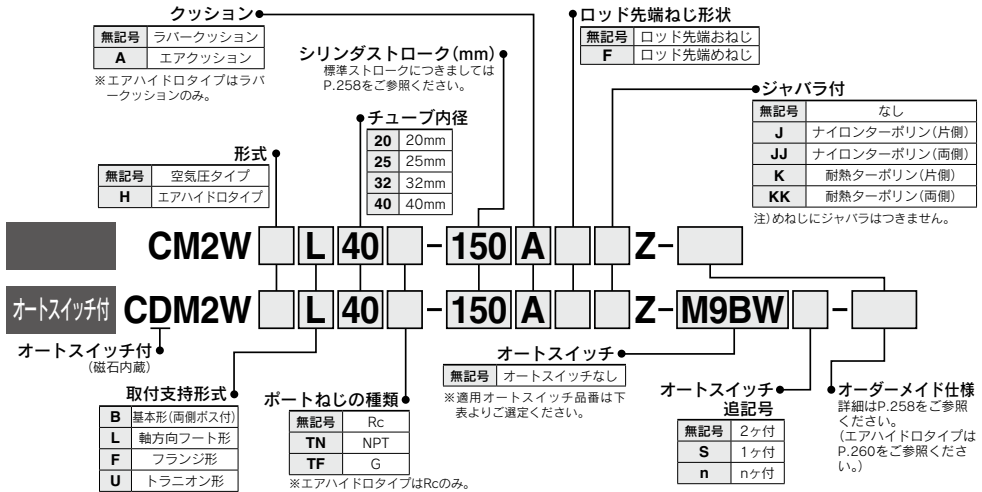 クッション
無記号 ラバークッション
A エアクッション
※エアハイドロタイプはラバ
ークッションのみ。
シリンダストローク(mm)
標準ストロークにつきましては
P.258をご参照ください。
ロッド先端ねじ形状
無記号 ロッド先端おねじ
F ロッド先端めねじ
ジャバラ付
無記号 なし
J ナイロンターポリン(片側)
JJ ナイロンターポリン(両側)
K 耐熱ターポリン(片側)
KK 耐熱ターポリン(両側)
注)めねじにジャバラはつきません。
チューブ内径
20 20mm
25 25mm
32 32mm
40 40mm
形式
無記号 空気圧タイプ
H エアハイドロタイプ
CM2W L 40 -150 A Z-
オートスイッチ付 CDM2W L 40 -150 A Z-M9BW -
オートスイッチ付
(磁石内蔵)
取付支持形式
B 基本形(両側ボス付)
L 軸方向フート形
F フランジ形
U トラニオン形
ポートねじの種類
無記号 Rc
TN NPT
TF G
※エアハイドロタイプはRcのみ。
オートスイッチ
無記号 オートスイッチなし
※適用オートスイッチ品番は下
表よりご選定ください。
オートスイッチ
追記号
無記号 2ヶ付
S 1ヶ付
n nヶ付
オーダーメイド仕様
詳細はP.258をご参照
ください。
(エアハイドロタイプは
P.260をご参照くださ
い。)